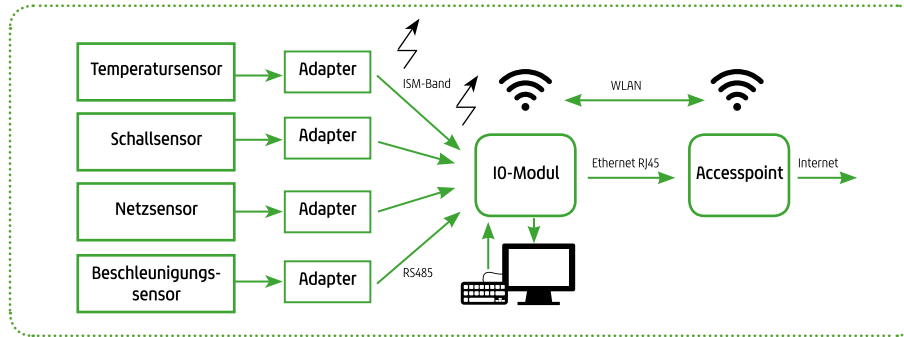 Temperatursensor
Adapter
ISM-Band
WLAN
Schallsensor
Adapter
IO-Modul
Ethernet RJ45
Accesspoint
Internet
Netzsensor
Adapter
Beschleunigungs-
sensor
Adapter
RS485